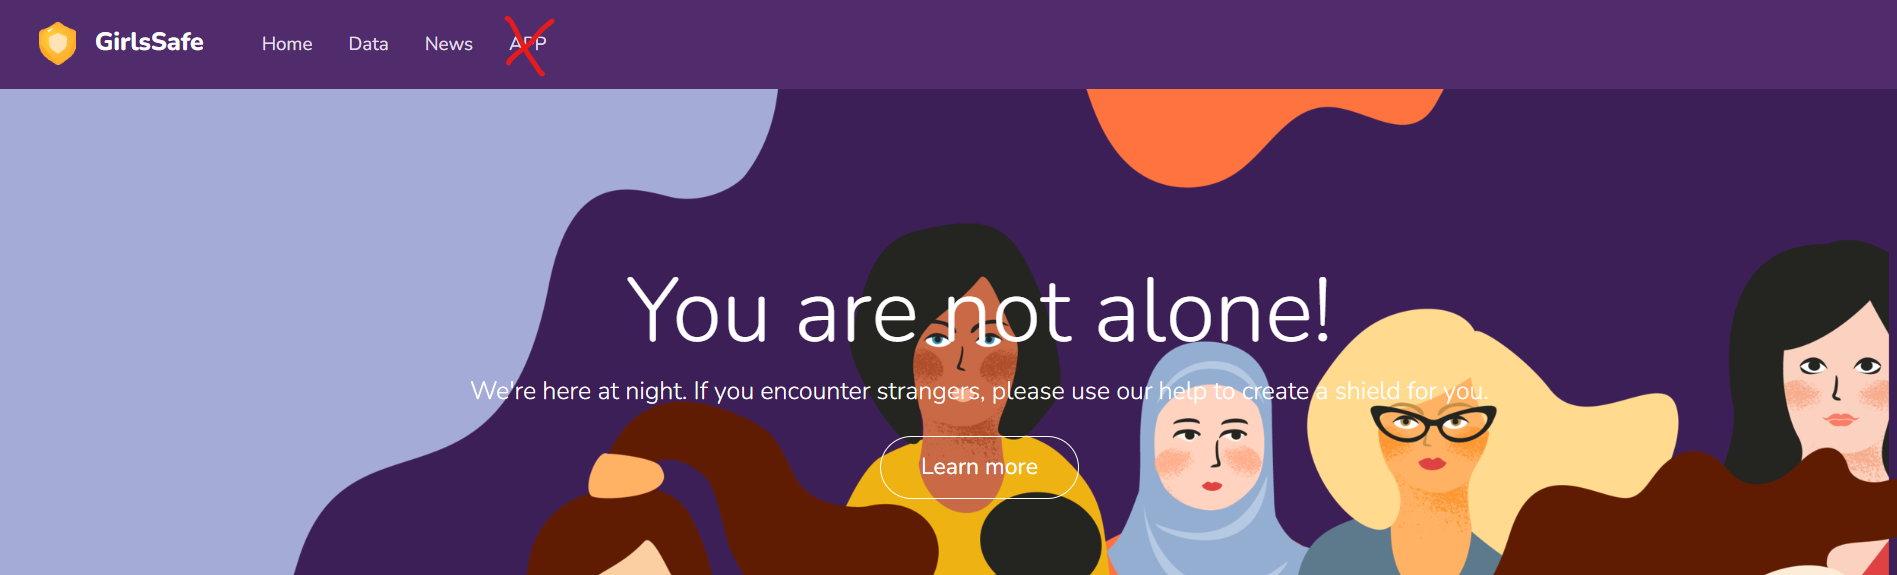 GirlsSafe Home Data News APP
You are not alone!
We're here at night. If you encounter strangers, please use our help to create a shield for you.
Learn more